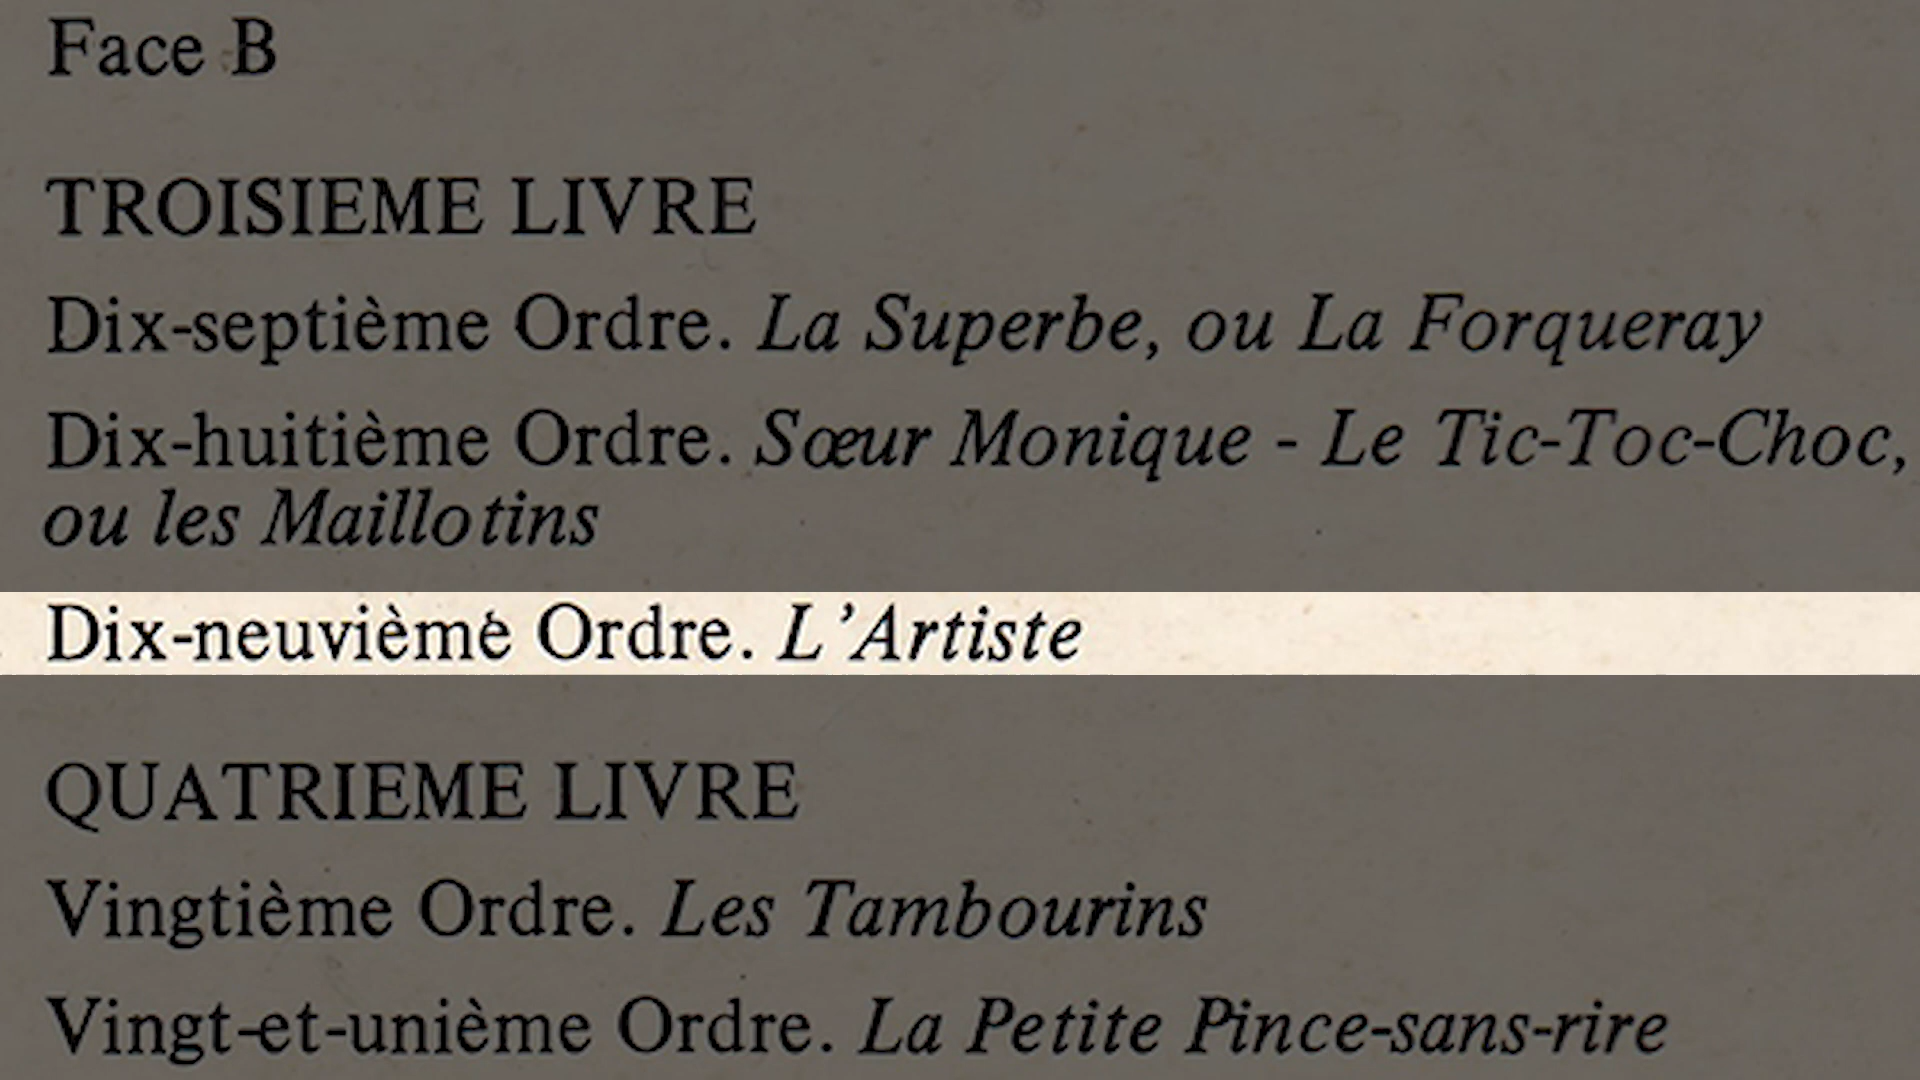 Face B
TROISIEME LIVRE
Dix-septième Ordre. La Superbe, ou La Forqueray
Dix-huitième Ordre. Sœur Monique - Le Tic-Toc-Choc,
ou les Maillotins
Dix-neuvième Ordre. L'Artiste
QUATRIEME LIVRE
Vingtième Ordre. Les Tambourins
Vingt-et-unième Ordre. La Petite Pince-sans-rire